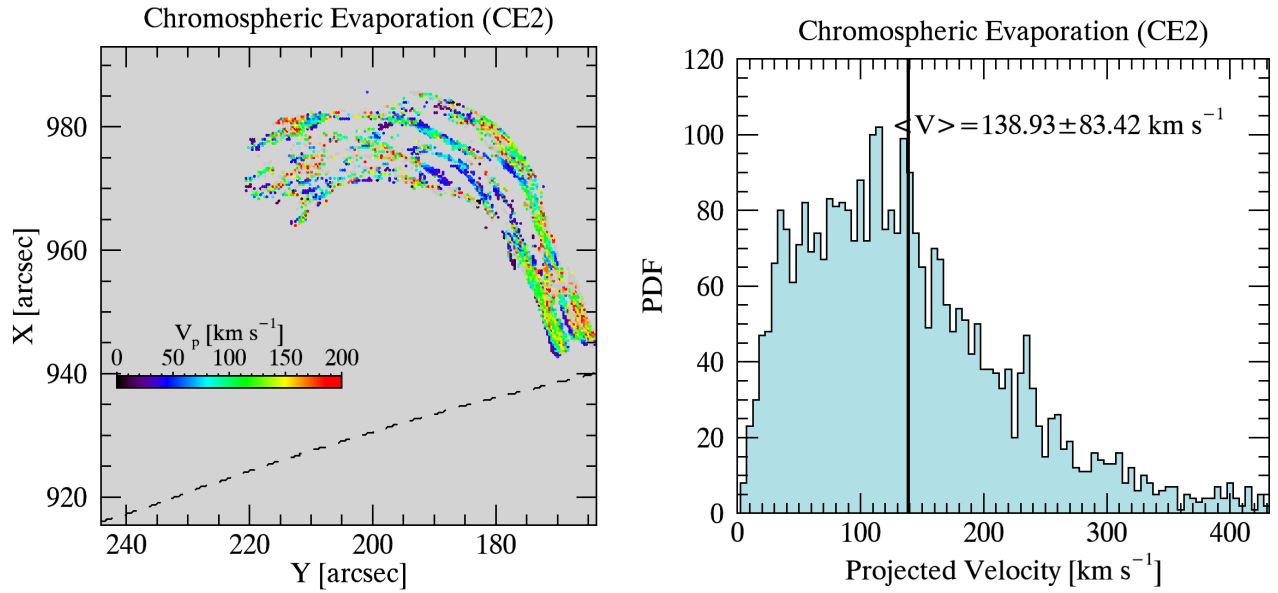 Chromospheric Evaporation (CE2)
X [arcsec]
980
960
940
920
V_p [km s^−1]
0 50 100 150 200
240 220 200 180
Y [arcsec]
Chromospheric Evaporation (CE2)
PDF
120
100
80
60
40
20
0
<V>=138.93±83.42 km s^−1
0 100 200 300 400
Projected Velocity [km s^−1]